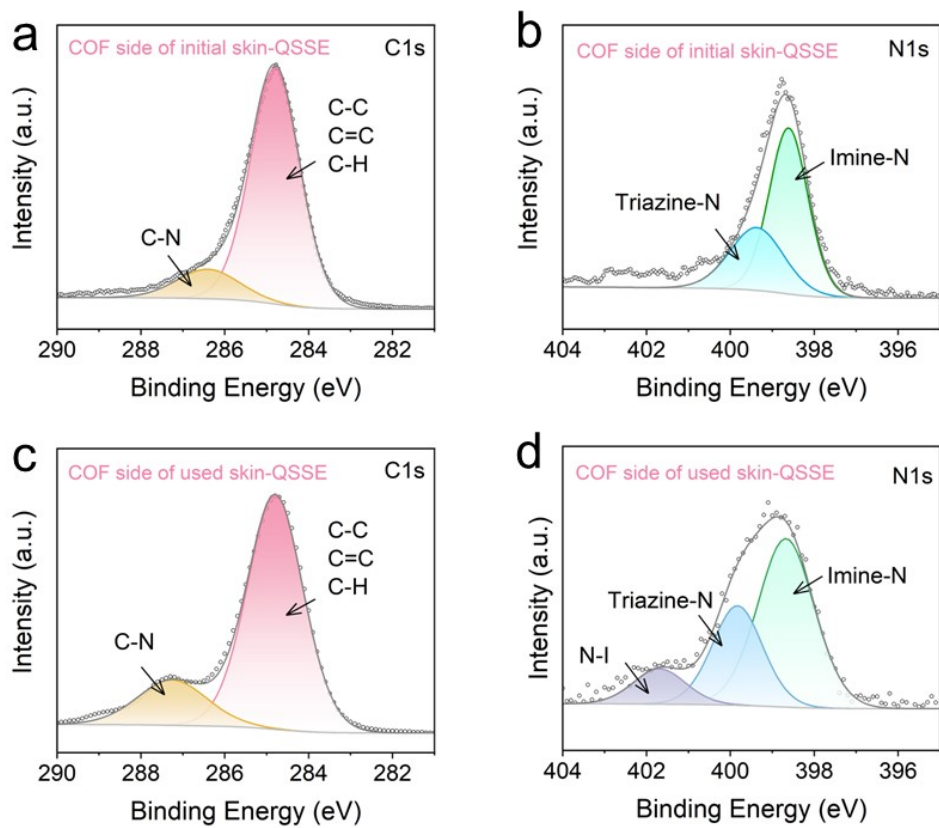 a
COF side of initial skin-QSSE
C1s
C-C
C=C
C-H
C-N
Intensity (a.u.)
290 288 286 284 282
Binding Energy (eV)
b
COF side of initial skin-QSSE
N1s
Imine-N
Triazine-N
Intensity (a.u.)
404 402 400 398 396
Binding Energy (eV)
c
COF side of used skin-QSSE
C1s
C-C
C=C
C-H
C-N
Intensity (a.u.)
290 288 286 284 282
Binding Energy (eV)
d
COF side of used skin-QSSE
N1s
Imine-N
Triazine-N
N-I
Intensity (a.u.)
404 402 400 398 396
Binding Energy (eV)